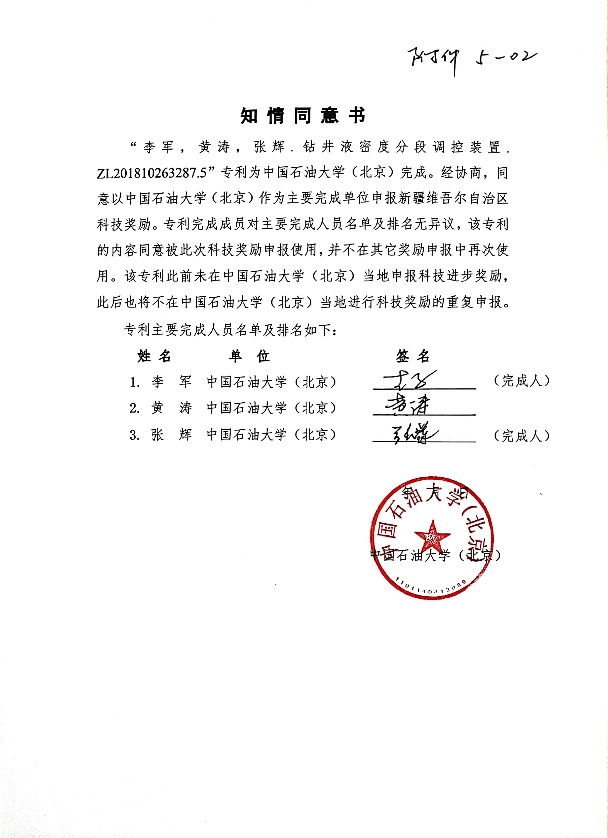 附件 5-02
知情同意书
“李军，黄涛，张辉．钻井液密度分段调控装置．
ZL201810263287.5”专利为中国石油大学（北京）完成。经协商，同
意以中国石油大学（北京）作为主要完成单位申报新疆维吾尔自治区
科技奖励。专利完成成员对主要完成人员名单及排名无异议，该专利
的内容同意被此次科技奖励申报使用，并不在其它奖励申报中再次使
用。该专利此前未在中国石油大学（北京）当地申报科技进步奖励，
此后也将不在中国石油大学（北京）当地进行科技奖励的重复申报。
专利主要完成人员名单及排名如下：
姓 名 单 位 签 名
1. 李 军 中国石油大学（北京） 李军 （完成人）
2. 黄 涛 中国石油大学（北京） 黄涛
3. 张 辉 中国石油大学（北京） 张辉 （完成人）
中国石油大学(北京)
中国石油大学（北京）